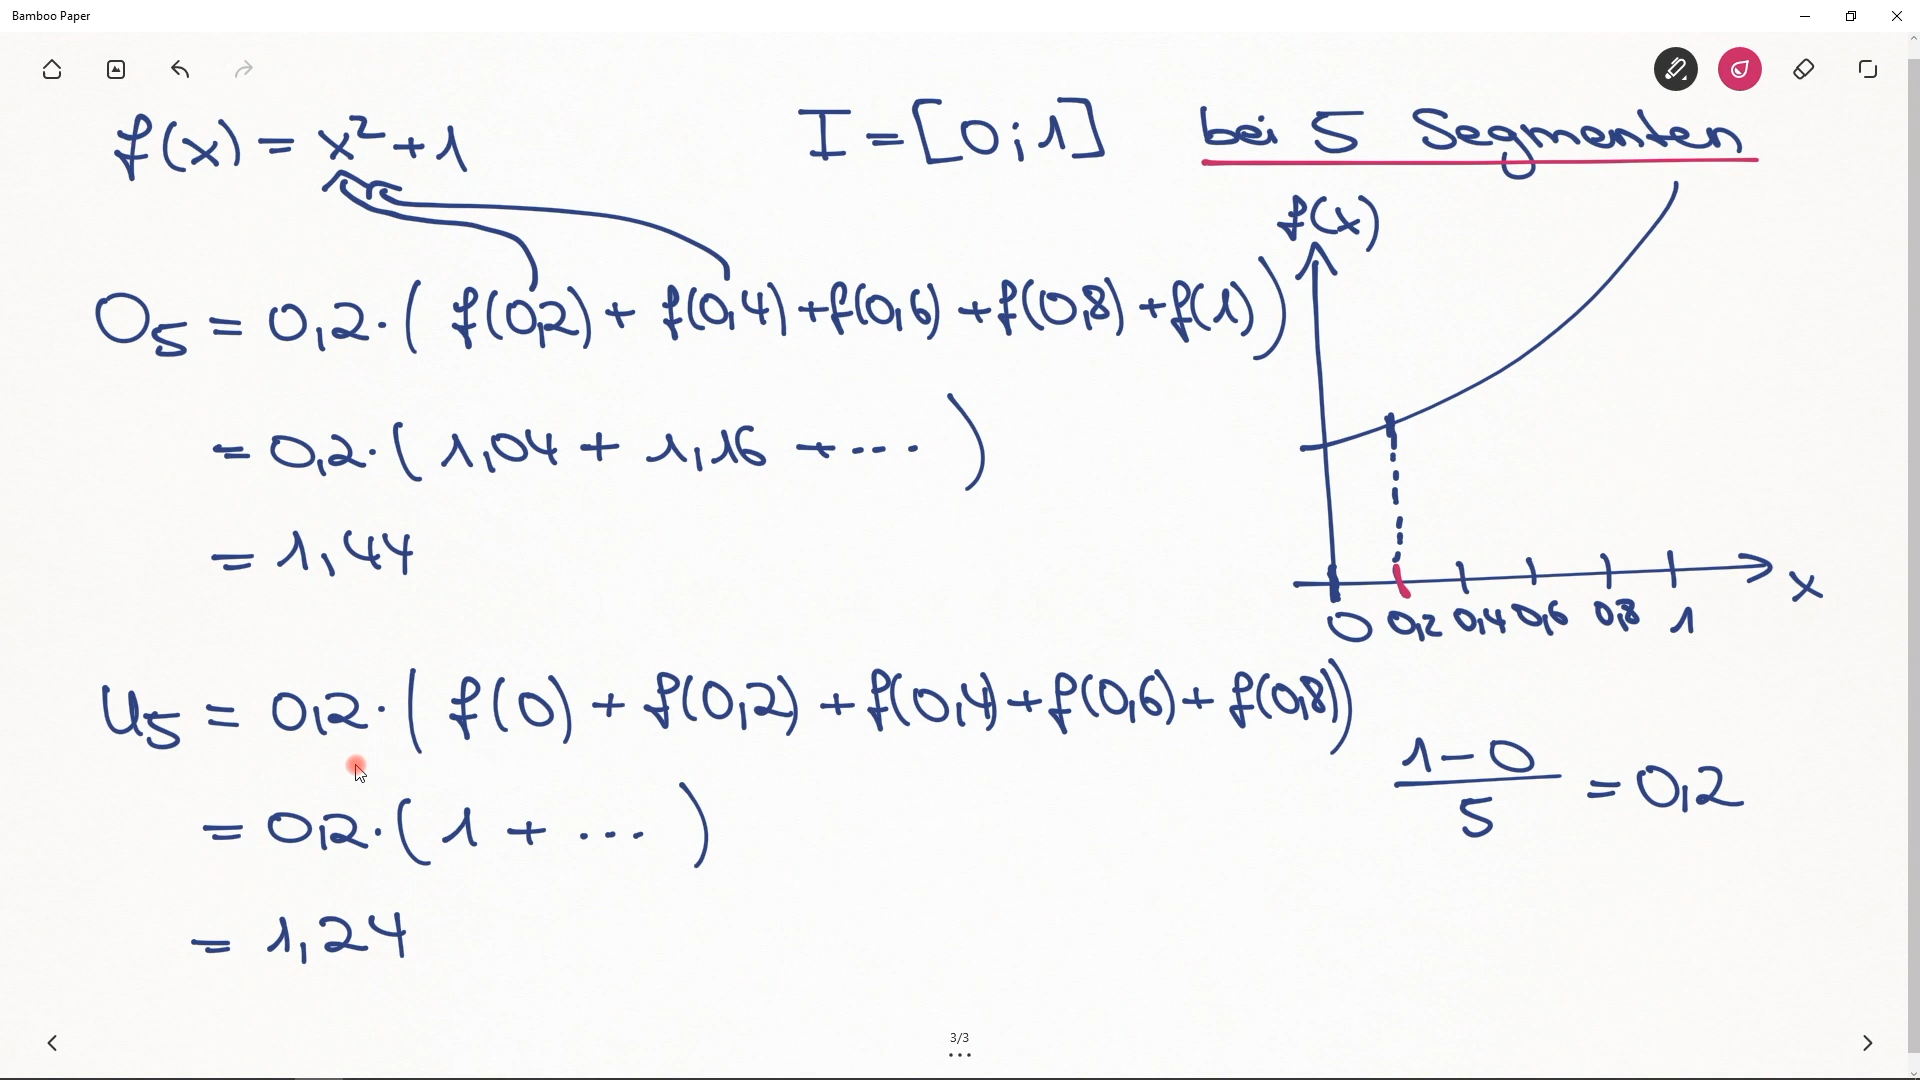 Bamboo Paper
f(x) = x²+1 I = [0;1] bei 5 Segmenten
f(x)
O₅ = 0,2·( f(0,2) + f(0,4) + f(0,6) + f(0,8) + f(1) )
= 0,2·( 1,04 + 1,16 + ... )
= 1,44
x
0 0,2 0,4 0,6 0,8 1
U₅ = 0,2·( f(0) + f(0,2) + f(0,4) + f(0,6) + f(0,8) )
1-0
5
= 0,2
= 0,2·( 1 + ... )
= 1,24
3/3